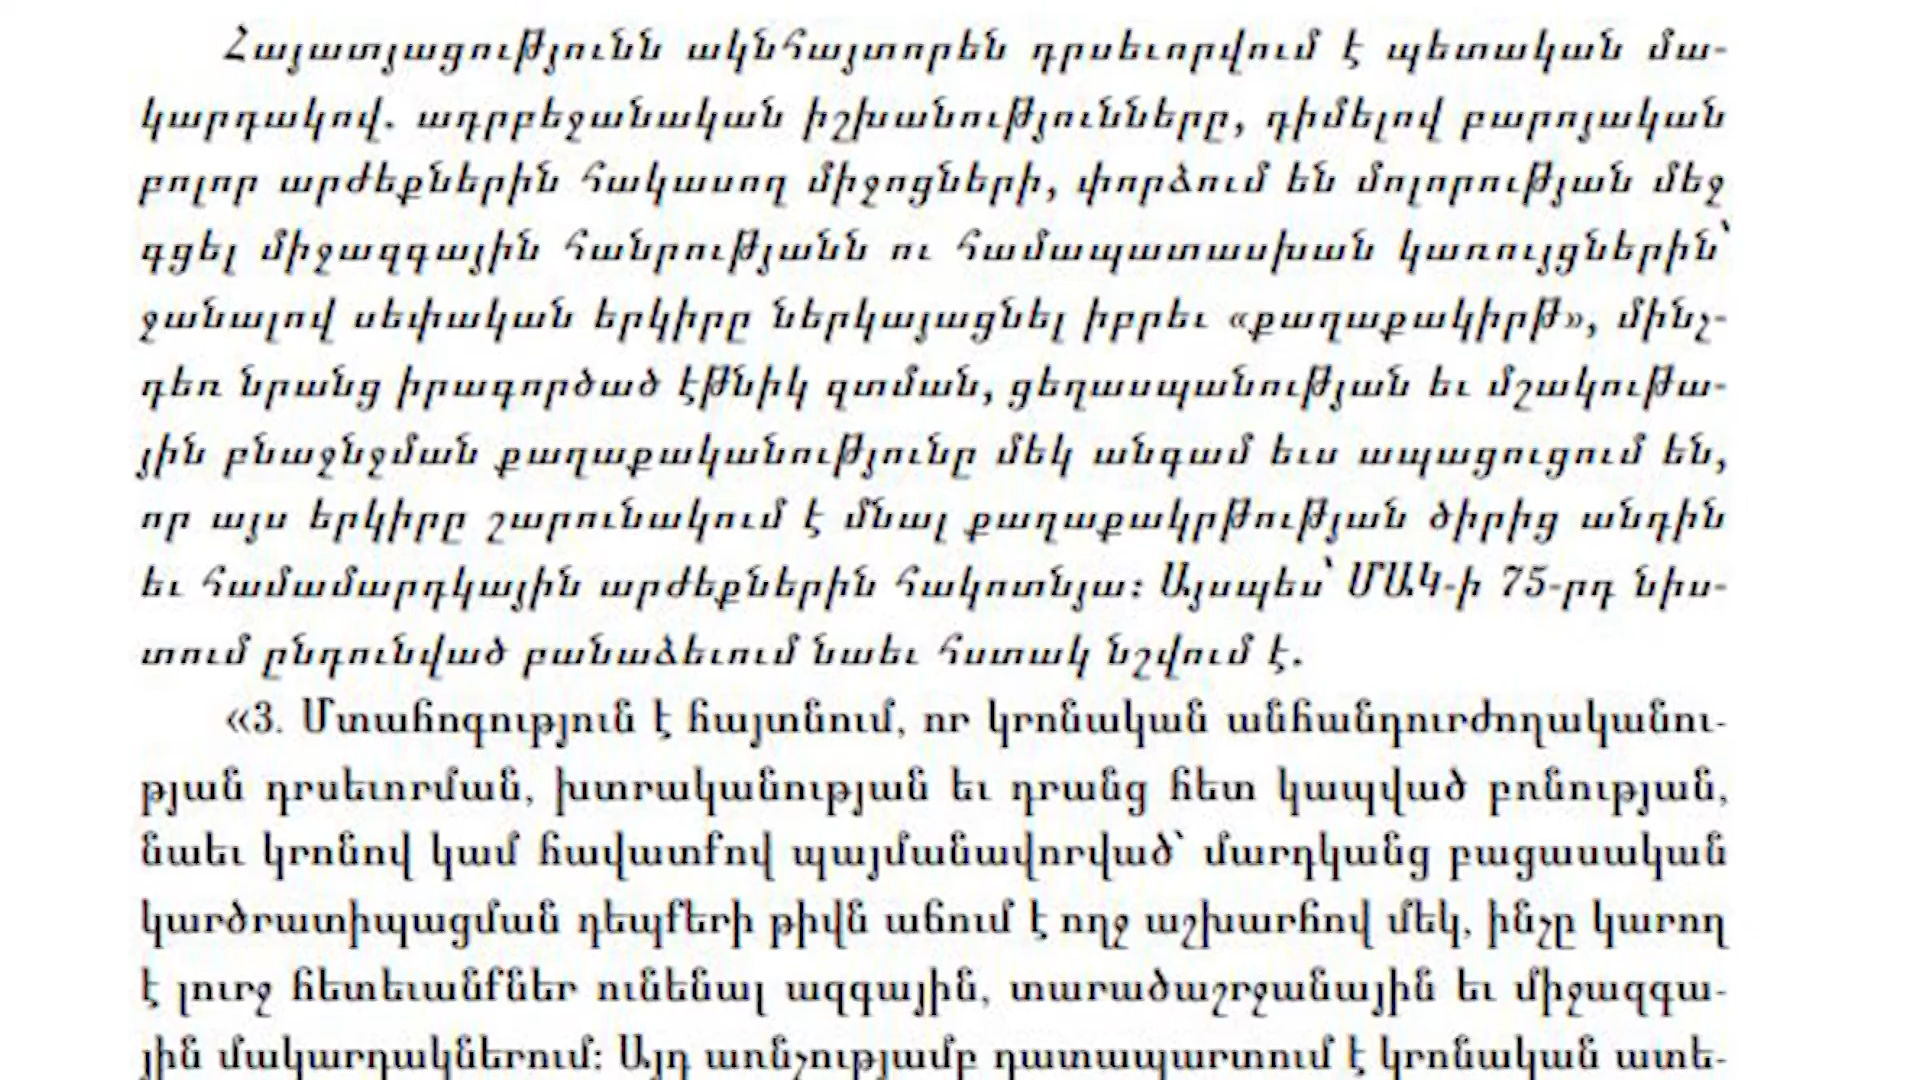 Հայատյացությունն ակնհայտորեն դրսեւորվում է պետական մա-
կարդակով. ադրբեջանական իշխանությունները, դիմելով բարոյական
բոլոր արժեքներին հակասող միջոցների, փորձում են մոլորության մեջ
գցել միջազգային հանրությանն ու համապատասխան կառույցներին՝
ջանալով սեփական երկիրը ներկայացնել իբրեւ «քաղաքակիրթ», մինչ-
դեռ նրանց իրագործած էթնիկ զտման, ցեղասպանության եւ մշակութա-
յին բնաջնջման քաղաքականությունը մեկ անգամ եւս ապացուցում են,
որ այս երկիրը շարունակում է մնալ քաղաքակրթության ծիրից անդին
եւ համամարդկային արժեքներին հակոտնյա: Այսպես՝ ՄԱԿ-ի 75-րդ նիս-
տում ընդունված բանաձեւում նաեւ հստակ նշվում է.
«3. Մտահոգություն է հայտնում, որ կրոնական անհանդուրժողականու-
թյան դրսեւորման, խտրականության եւ դրանց հետ կապված բռնության,
նաեւ կրոնով կամ հավատքով պայմանավորված՝ մարդկանց բացասական
կարծրատիպացման դեպքերի թիվն աճում է ողջ աշխարհով մեկ, ինչը կարող
է լուրջ հետեւանքներ ունենալ ազգային, տարածաշրջանային եւ միջազգա-
յին մակարդակներում: Այդ առնչությամբ դատապարտում է կրոնական ատե-